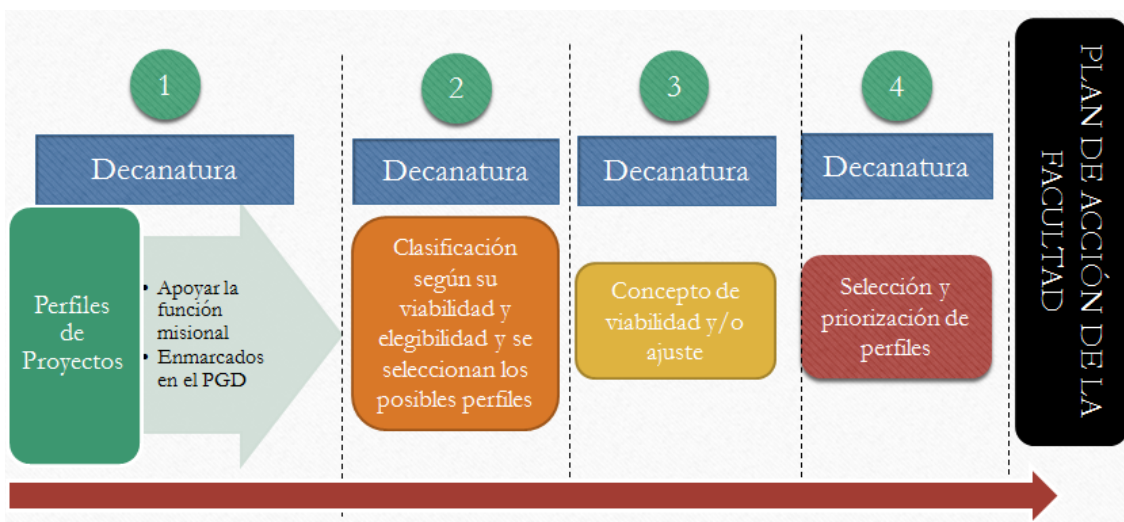 1
Decanatura
Perfiles
de
Proyectos
• Apoyar la
función
misional
• Enmarcados
en el PGD
2
Decanatura
Clasificación
según su
viabilidad y
elegibilidad y se
seleccionan los
posibles perfiles
3
Decanatura
Concepto de
viabilidad y/o
ajuste
4
Decanatura
Selección y
priorización de
perfiles
PLAN DE ACCIÓN DE LA
FACULTAD